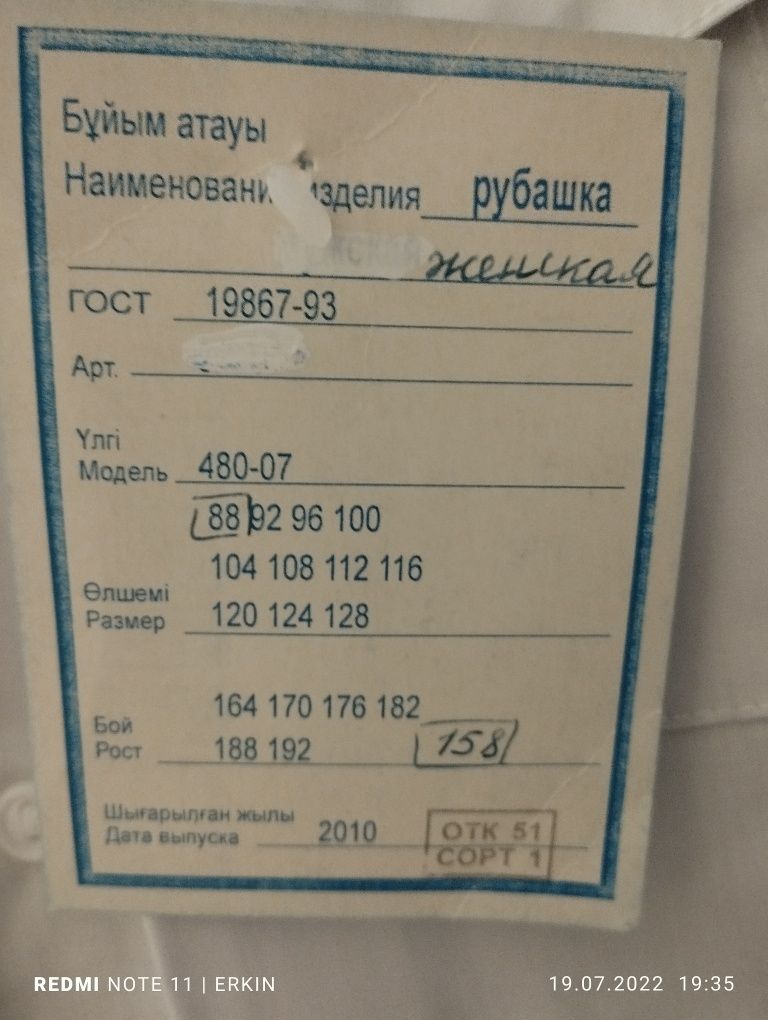 Бұйым атауы
Наименовани изделия рубашка
женская
ГОСТ 19867-93
Арт.
Үлгі
Модель 480-07
88 92 96 100
104 108 112 116
Өлшемі
Размер 120 124 128
164 170 176 182
Бой
Рост 188 192 158
Шығарылған жылы
Дата выпуска 2010
ОТК 51
СОРТ 1
REDMI NOTE 11 | ERKIN
19.07.2022 19:35